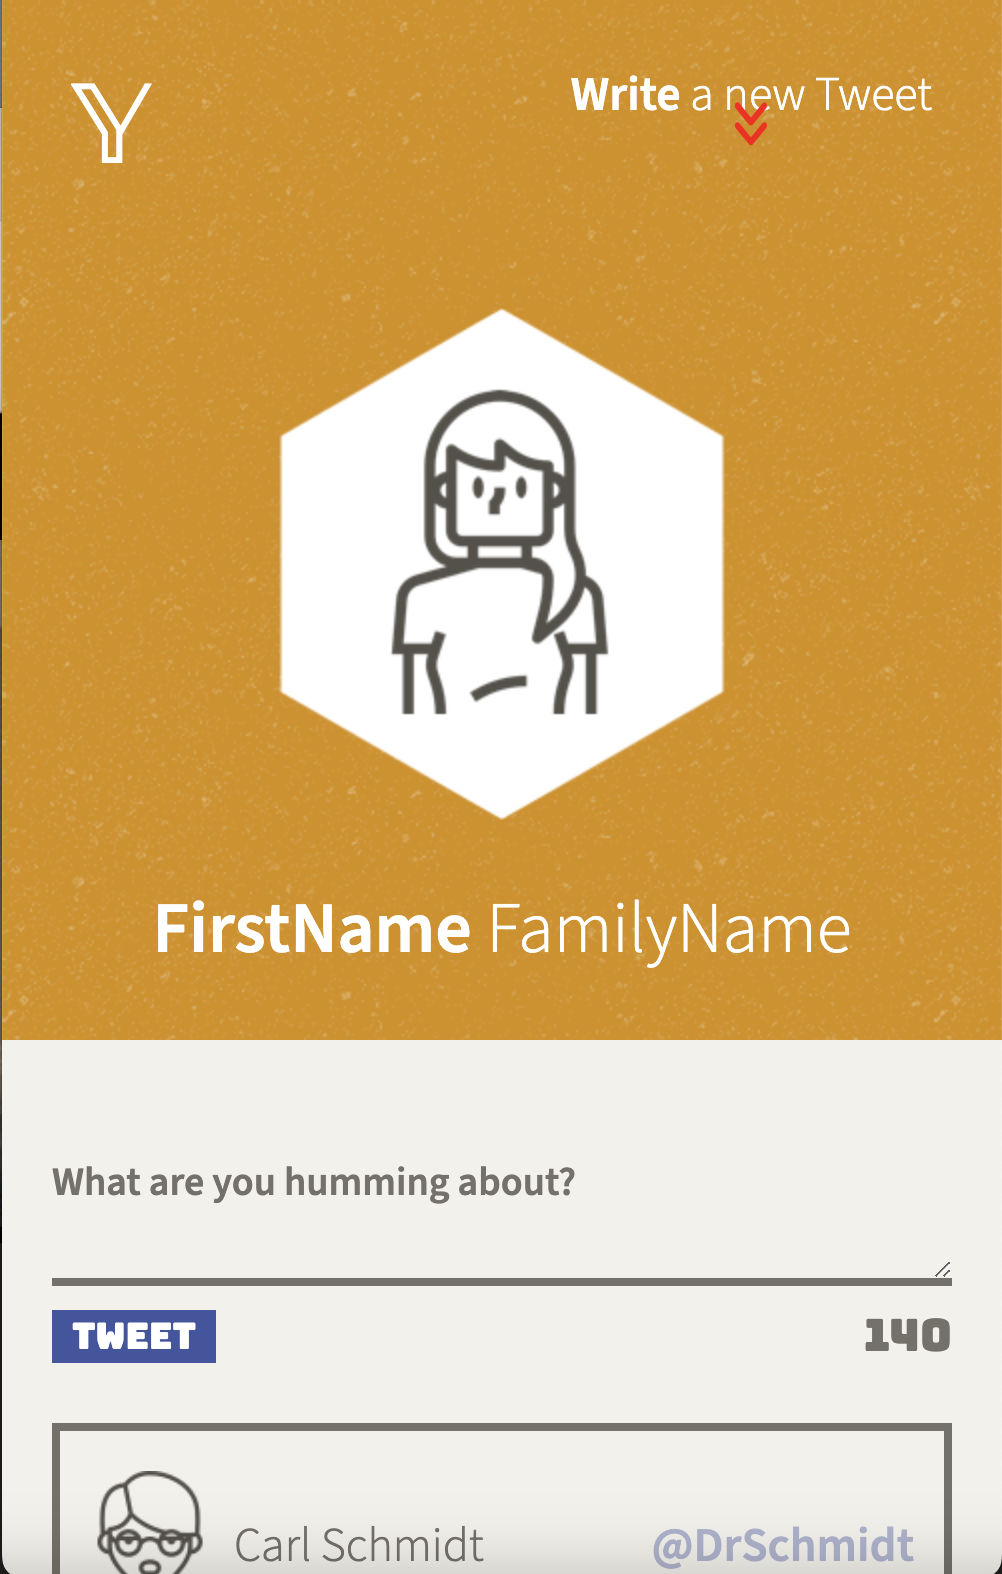 Y
Write a new Tweet
FirstName FamilyName
What are you humming about?
TWEET
140
Carl Schmidt @DrSchmidt